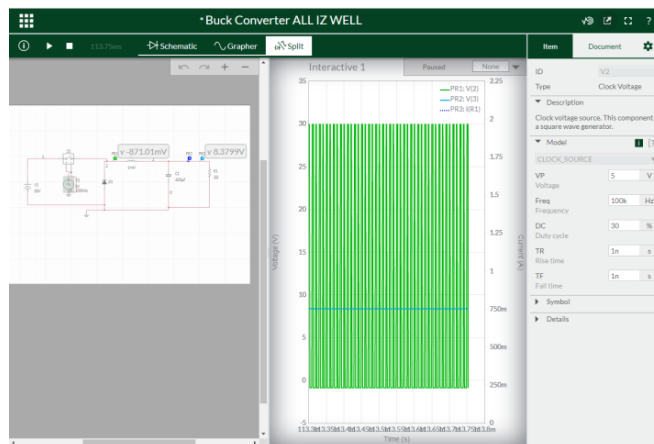 *Buck Converter ALL IZ WELL
113.75ms
Schematic
Grapher
Split
Item
Document
Interactive 1
Paused
None
PR1: V(2)
PR2: V(3)
PR3: I(R1)
v -871.01mV
v 8.3799V
35
30
25
20
15
10
5
0
-5
Voltage (V)
2.25
2
1.75
1.5
1.25
1
750m
500m
250m
0
Current (A)
113.8m
Time (s)
ID
V2
Type
Clock Voltage
Description
Clock voltage source. This component
a square wave generator.
Model
CLOCK_SOURCE
VP
5
V
Voltage
Freq
100k
Hz
Frequency
DC
30
%
Duty cycle
TR
1n
s
Rise time
TF
1n
s
Fall time
Symbol
Details